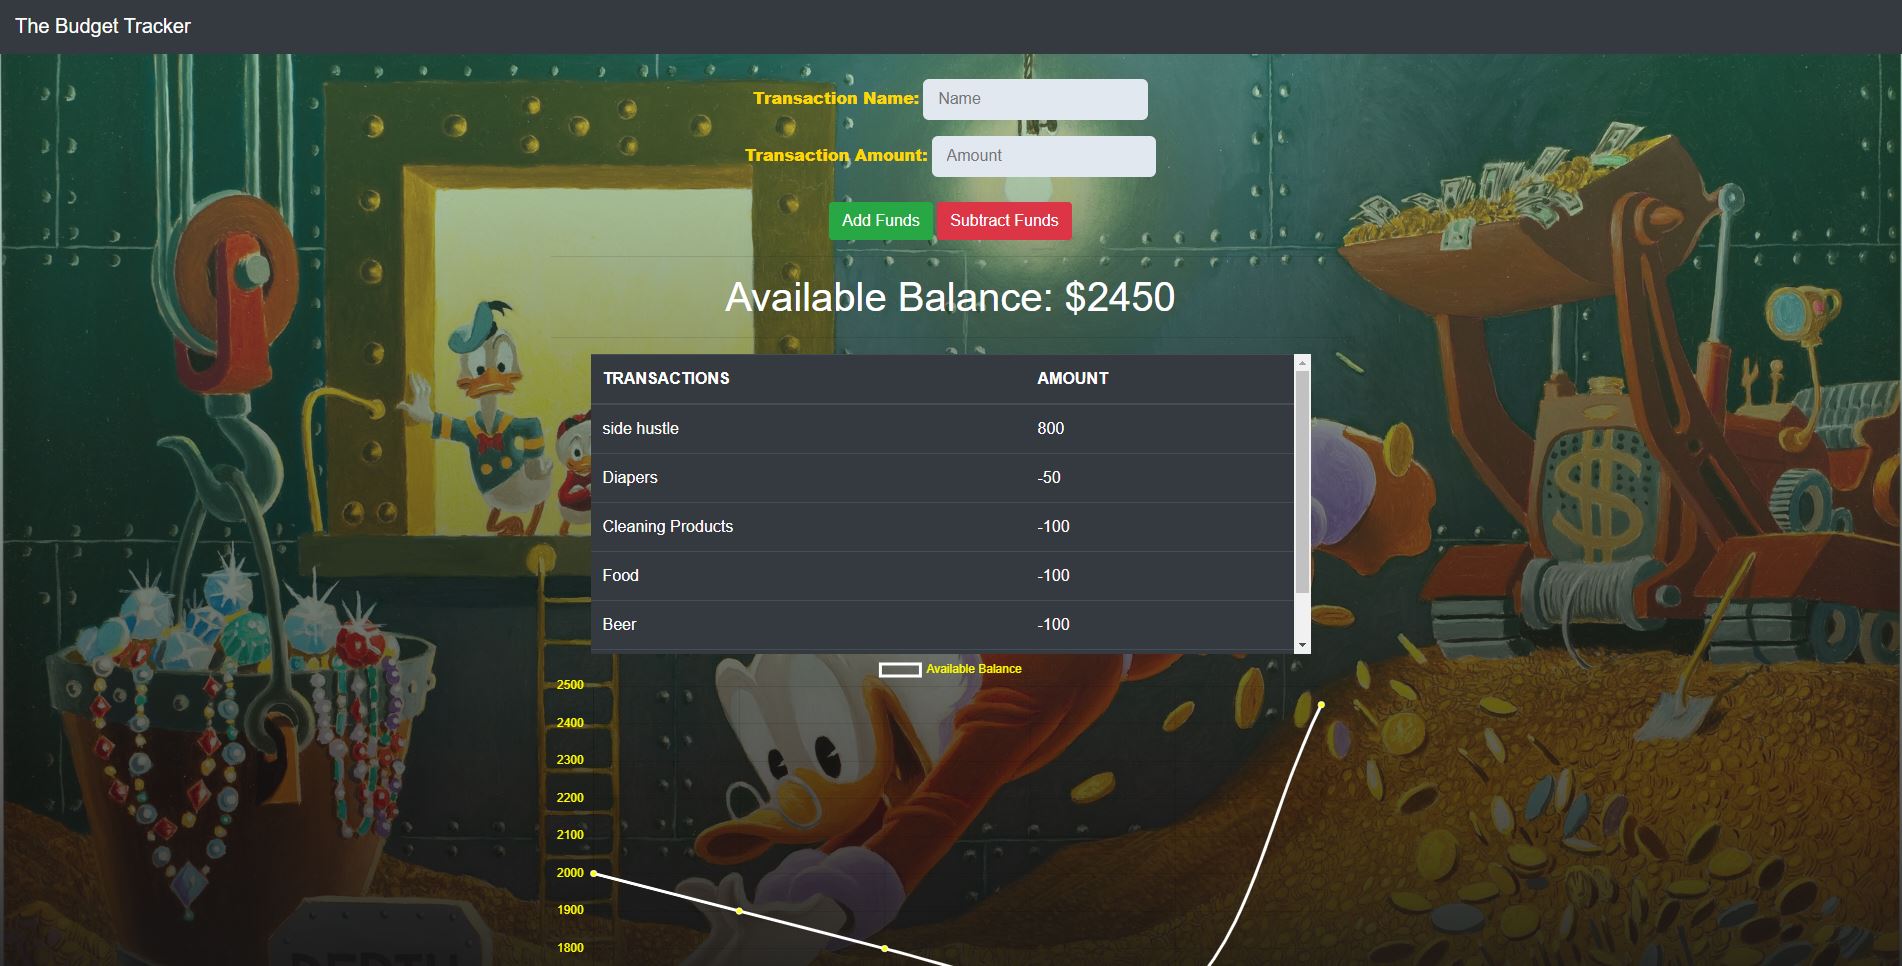 The Budget Tracker
Transaction Name: Name
Transaction Amount: Amount
Add Funds Subtract Funds
Available Balance: $2450
TRANSACTIONS AMOUNT
side hustle 800
Diapers -50
Cleaning Products -100
Food -100
Beer -100
Available Balance
2500
2400
2300
2200
2100
2000
1900
1800
$
DEPTH